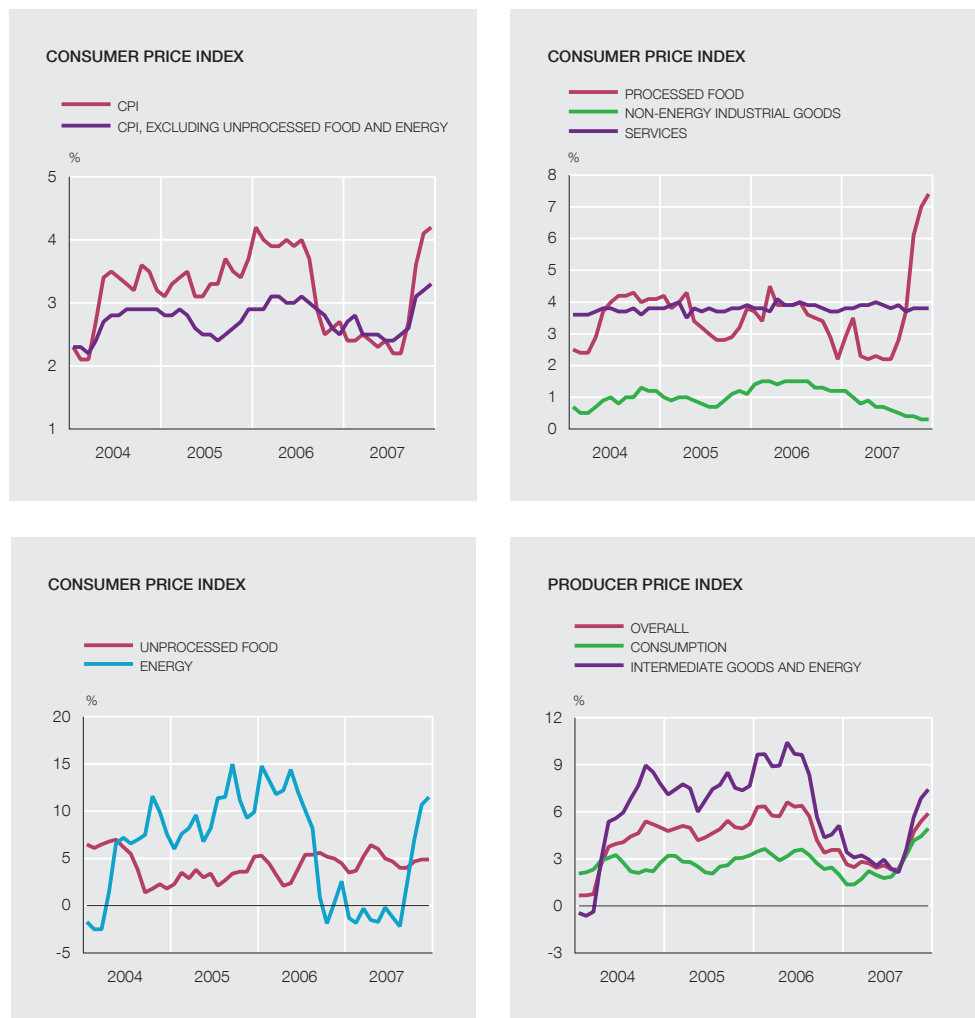 CONSUMER PRICE INDEX
CPI
CPI, EXCLUDING UNPROCESSED FOOD AND ENERGY
%
5
4
3
2
1
2004 2005 2006 2007
CONSUMER PRICE INDEX
PROCESSED FOOD
NON-ENERGY INDUSTRIAL GOODS
SERVICES
%
8
7
6
5
4
3
2
1
0
2004 2005 2006 2007
CONSUMER PRICE INDEX
UNPROCESSED FOOD
ENERGY
%
20
15
10
5
0
-5
2004 2005 2006 2007
PRODUCER PRICE INDEX
OVERALL
CONSUMPTION
INTERMEDIATE GOODS AND ENERGY
%
12
9
6
3
0
-3
2004 2005 2006 2007